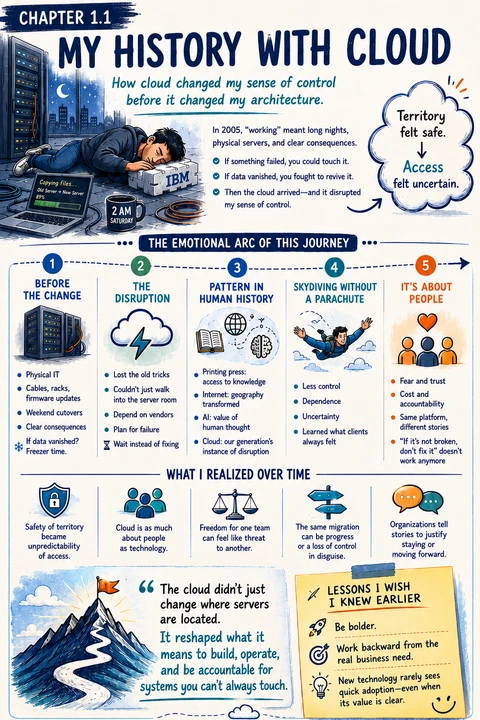 CHAPTER 1.1
MY HISTORY WITH CLOUD
How cloud changed my sense of control
before it changed my architecture.
In 2005, “working” meant long nights,
physical servers, and clear consequences.
If something failed, you could touch it.
If data vanished, you fought to revive it.
Then the cloud arrived—and it disrupted
my sense of control.
Territory
felt safe.
Access
felt uncertain.
IBM
Copying files...
Old Server → New Server
89%
2 AM
SATURDAY
THE EMOTIONAL ARC OF THIS JOURNEY
1
BEFORE
THE CHANGE
Physical IT
Cables, racks,
firmware updates
Weekend cutovers
Clear consequences
If data vanished?
Freezer time.
2
THE
DISRUPTION
Lost the old tricks
Couldn’t just walk
into the server room
Depend on vendors
Plan for failure
Wait instead of fixing
3
PATTERN IN
HUMAN HISTORY
Printing press:
access to knowledge
Internet: geography
transformed
AI: value of
human thought
Cloud: our generation’s
instance of disruption
4
SKYDIVING WITHOUT
A PARACHUTE
Less control
Dependence
Uncertainty
Learned what clients
always felt
5
IT’S ABOUT
PEOPLE
Fear and trust
Cost and
accountability
Same platform,
different stories
“If it’s not broken,
don’t fix it” doesn’t
work anymore
WHAT I REALIZED OVER TIME
Safety of territory
became
unpredictability
of access.
Cloud is as much
about people
as technology.
Freedom for one team
can feel like threat
to another.
The same migration
can be progress
or a loss of control
in disguise.
Organizations tell
stories to justify
staying or
moving forward.
“ The cloud didn’t just
change where servers
are located.
It reshaped what it
means to build, operate,
and be accountable for
systems you can’t always touch.
LESSONS I WISH
I KNEW EARLIER
Be bolder.
Work backward from the
real business need.
New technology rarely sees
quick adoption—even when
its value is clear.